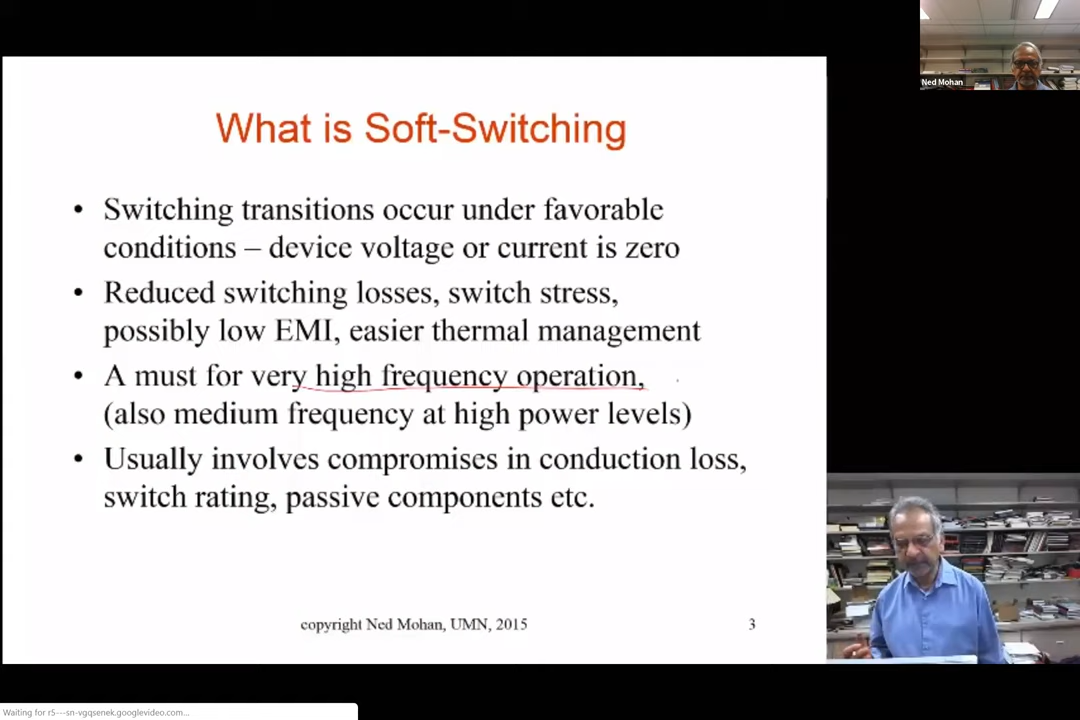 Ned Mohan
What is Soft-Switching
• Switching transitions occur under favorable
conditions – device voltage or current is zero
• Reduced switching losses, switch stress,
possibly low EMI, easier thermal management
• A must for very high frequency operation,
(also medium frequency at high power levels)
• Usually involves compromises in conduction loss,
switch rating, passive components etc.
copyright Ned Mohan, UMN, 2015
3
Waiting for r5---sn-vgqsenek.googlevideo.com...